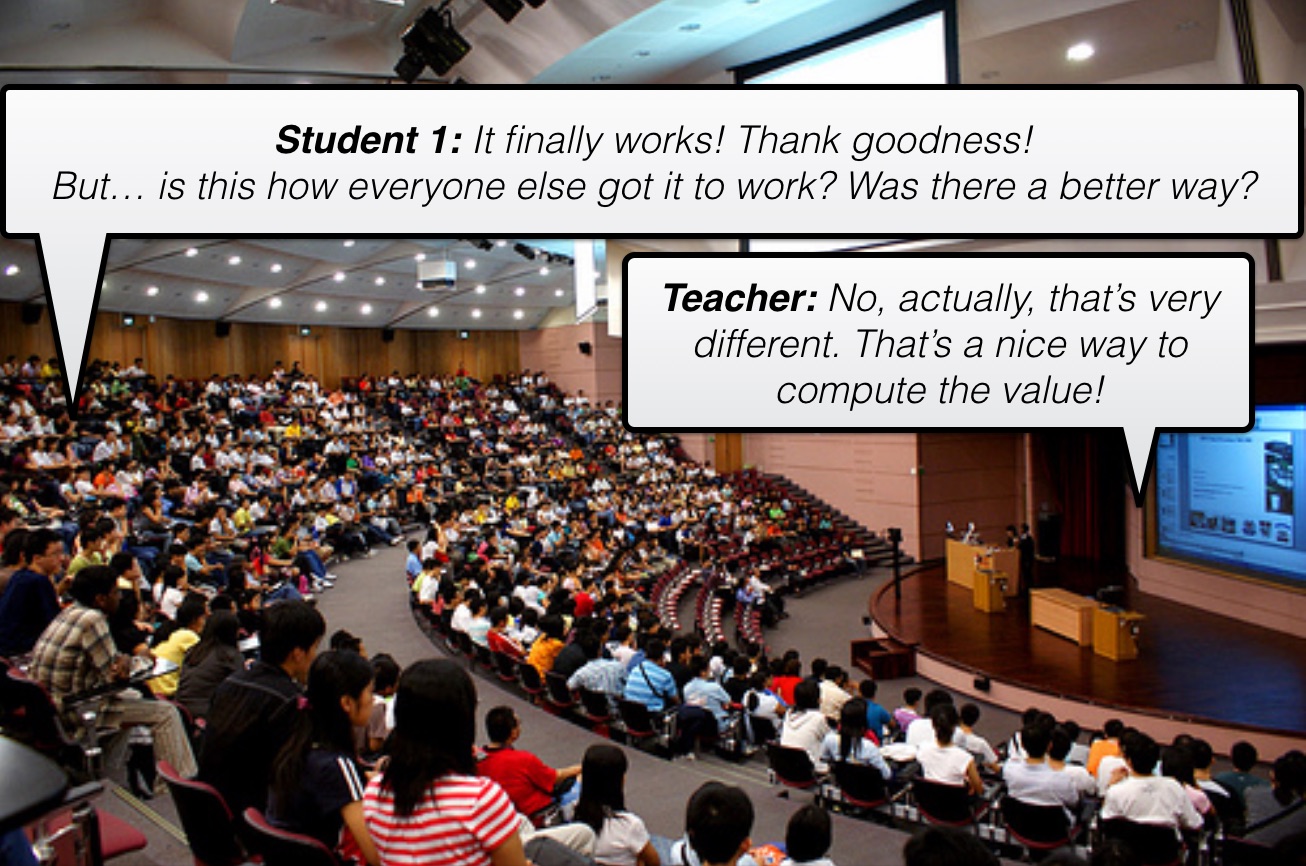 Student 1: It finally works! Thank goodness!
But… is this how everyone else got it to work? Was there a better way?
Teacher: No, actually, that’s very
different. That’s a nice way to
compute the value!